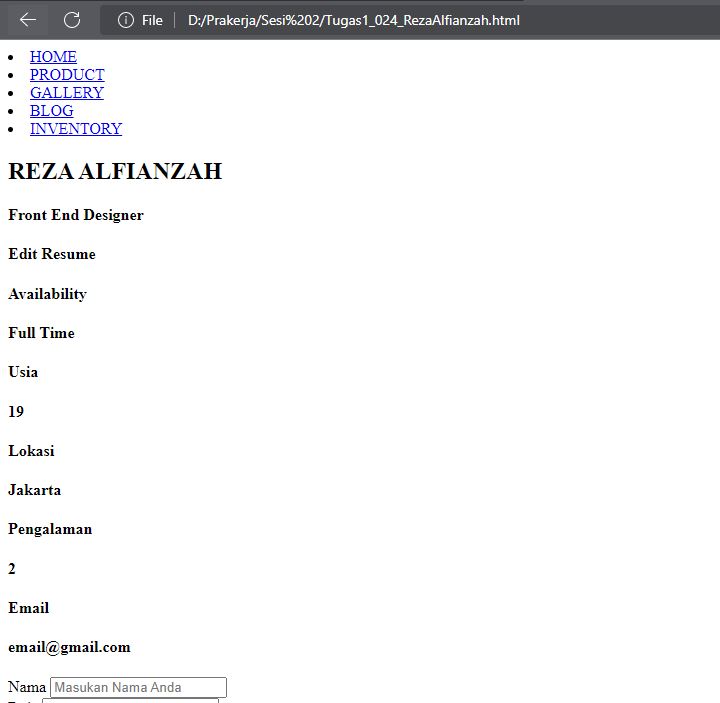 File D:/Prakerja/Sesi%202/Tugas1_024_RezaAlfianzah.html
HOME
PRODUCT
GALLERY
BLOG
INVENTORY
REZA ALFIANZAH
Front End Designer
Edit Resume
Availability
Full Time
Usia
19
Lokasi
Jakarta
Pengalaman
2
Email
email@gmail.com
Nama Masukan Nama Anda